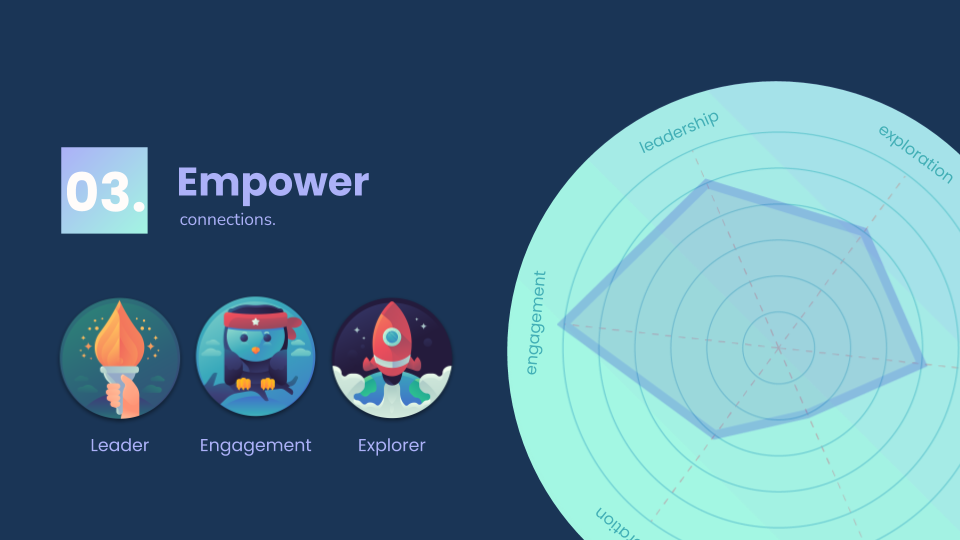 03.
Empower
connections.
Leader
Engagement
Explorer
leadership
exploration
engagement